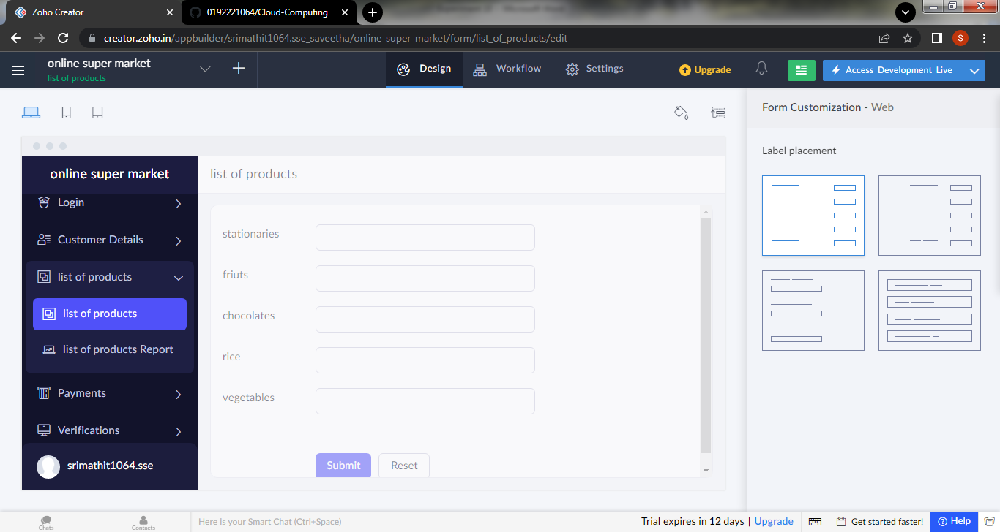 Zoho Creator
0192221064/Cloud-Computing
creator.zoho.in/appbuilder/srimathit1064.sse_saveetha/online-super-market/form/list_of_products/edit
S
online super market
list of products
Design
Workflow
Settings
Upgrade
Access Development Live
Form Customization - Web
Label placement
online super market
Login
Customer Details
list of products
list of products
list of products Report
Payments
Verifications
srimathit1064.sse
list of products
stationaries
friuts
chocolates
rice
vegetables
Submit
Reset
Chats
Contacts
Here is your Smart Chat (Ctrl+Space)
Trial expires in 12 days | Upgrade
Get started faster!
Help